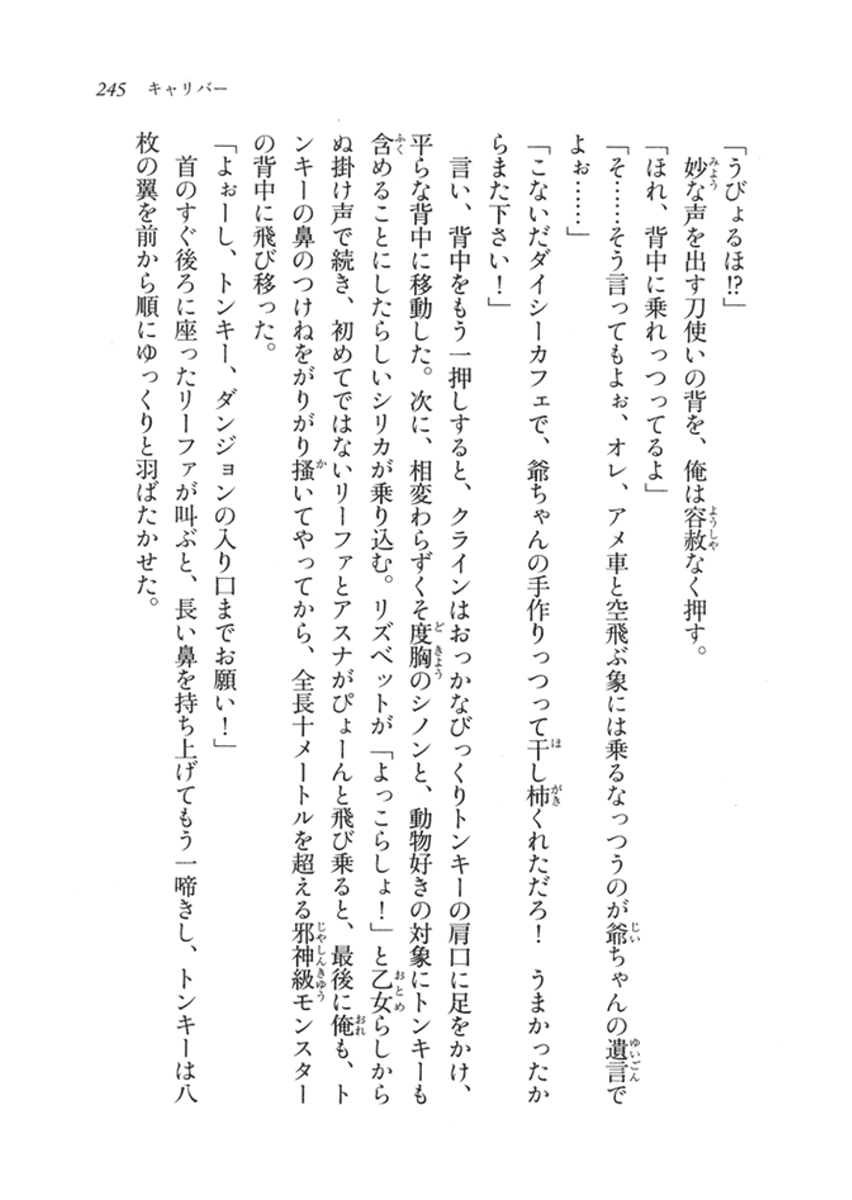 245　キャリバー
「うびょるほ!?」
妙な声を出す刀使いの背を、俺は容赦なく押す。
「ほれ、背中に乗れっつってるよ」
「そ……そう言ってもよぉ、オレ、アメ車と空飛ぶ象には乗るなっつうのが爺ちゃんの遺言で
よぉ……」
「こないだダイシーカフェで、爺ちゃんの手作りっつって干し柿くれただろ！　うまかったか
らまた下さい！」
言い、背中をもう一押しすると、クラインはおっかなびっくりトンキーの肩口に足をかけ、
平らな背中に移動した。次に、相変わらずくそ度胸のシノンと、動物好きの対象にトンキーも
含めることにしたらしいシリカが乗り込む。リズベットが「よっこらしょ！」と乙女らしから
ぬ掛け声で続き、初めてではないリーファとアスナがぴょーんと飛び乗ると、最後に俺も、ト
ンキーの鼻のつけねをがりがり掻いてやってから、全長十メートルを超える邪神級モンスター
の背中に飛び移った。
「よぉーし、トンキー、ダンジョンの入り口までお願い！」
首のすぐ後ろに座ったリーファが叫ぶと、長い鼻を持ち上げてもう一啼きし、トンキーは八
枚の翼を前から順にゆっくりと羽ばたかせた。